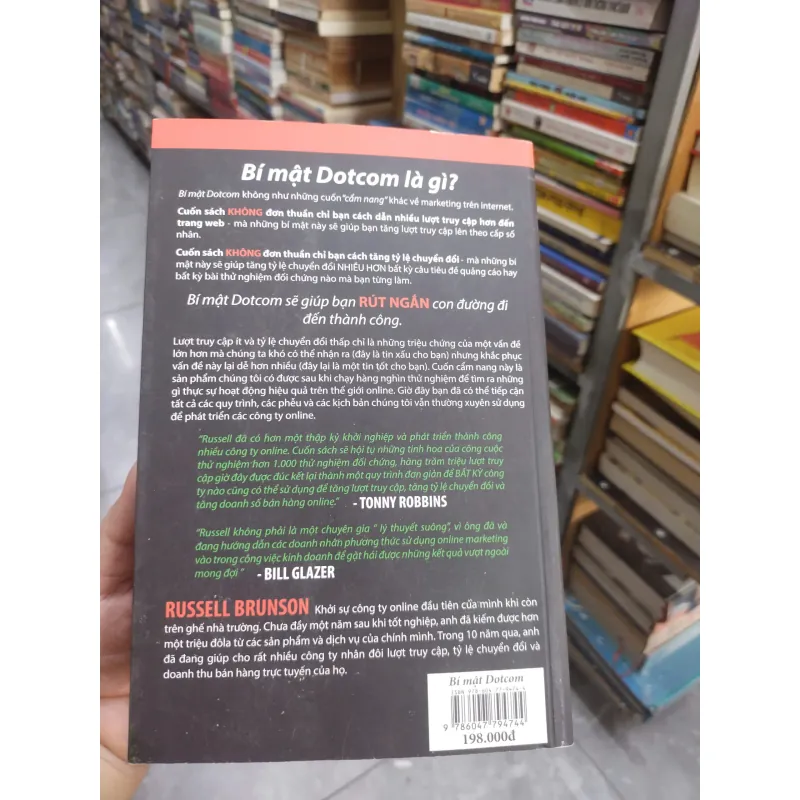 Bí mật Dotcom là gì?
Bí mật Dotcom không như những cuốn "cẩm nang" khác về marketing trên internet.
Cuốn sách KHÔNG đơn thuần chỉ bạn cách dẫn nhiều lượt truy cập hơn đến
trang web - mà những bí mật này sẽ giúp bạn tăng lượt truy cập lên theo cấp số
nhân.
Cuốn sách KHÔNG đơn thuần chỉ bạn cách tăng tỷ lệ chuyển đổi - mà những bí
mật này sẽ giúp tăng tỷ lệ chuyển đổi NHIỀU HƠN bất kỳ câu tiêu đề quảng cáo hay
bất kỳ bài thử nghiệm đối chứng nào mà bạn từng làm.
Bí mật Dotcom sẽ giúp bạn RÚT NGẮN con đường đi
đến thành công.
Lượt truy cập ít và tỷ lệ chuyển đổi thấp chỉ là những triệu chứng của một vấn đề
lớn hơn mà chúng ta khó có thể nhận ra (đây là tin xấu cho bạn) nhưng khắc phục
vấn đề này lại dễ hơn nhiều (đây lại là một tin tốt cho bạn). Cuốn cẩm nang này là
sản phẩm chúng tôi có được sau khi chạy hàng nghìn thử nghiệm để tìm ra những
gì thực sự hoạt động hiệu quả trên thế giới online. Giờ đây bạn đã có thể tiếp cận
tất cả các quy trình, các phễu và các kịch bản chúng tôi vẫn thường xuyên sử dụng
để phát triển các công ty online.
"Russell đã có hơn một thập kỷ khởi nghiệp và phát triển thành công
nhiều công ty online. Cuốn sách sẽ hội tụ những tinh hoa của công cuộc
thử nghiệm hơn 1.000 thử nghiệm đối chứng, hàng trăm triệu lượt truy
cập giờ đây được đúc kết lại thành một quy trình đơn giản để BẤT KỲ công
ty nào cũng có thể sử dụng để tăng lượt truy cập, tăng tỷ lệ chuyển đổi và
tăng doanh số bán hàng online." - TONNY ROBBINS
"Russell không phải là một chuyên gia " lý thuyết suông", vì ông đã và
đang hướng dẫn các doanh nhân phương thức sử dụng online marketing
vào trong công việc kinh doanh để gặt hái được những kết quả vượt ngoài
mong đợi " - BILL GLAZER
RUSSELL BRUNSON Khởi sự công ty online đầu tiên của mình khi còn
trên ghế nhà trường. Chưa đầy một năm sau khi tốt nghiệp, anh đã kiếm được hơn
một triệu đôla từ các sản phẩm và dịch vụ của chính mình. Trong 10 năm qua, anh
đã đang giúp cho rất nhiều công ty nhân đôi lượt truy cập, tỷ lệ chuyển đổi và
doanh thu bán hàng trực tuyến của họ.
Bí mật Dotcom
ISBN 978-604-77-9474-4
9 786047 794744
198.000đ